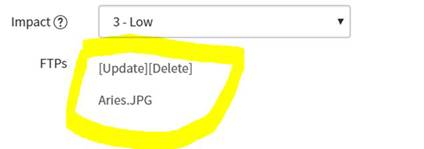 Impact ? 3 - Low
FTPs [Update][Delete]
Aries.JPG